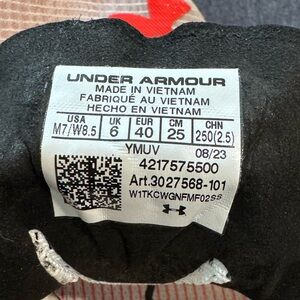 UNDER ARMOUR
MADE IN VIETNAM
FABRIQUÉ AU VIETNAM
HECHO EN VIETNAM
USA UK EUR CM CHN
M7/W8.5 6 40 25 250(2.5)
YMUV 08/23
4217575500
Art.3027568-101
W1TKCWGNFMF02SS